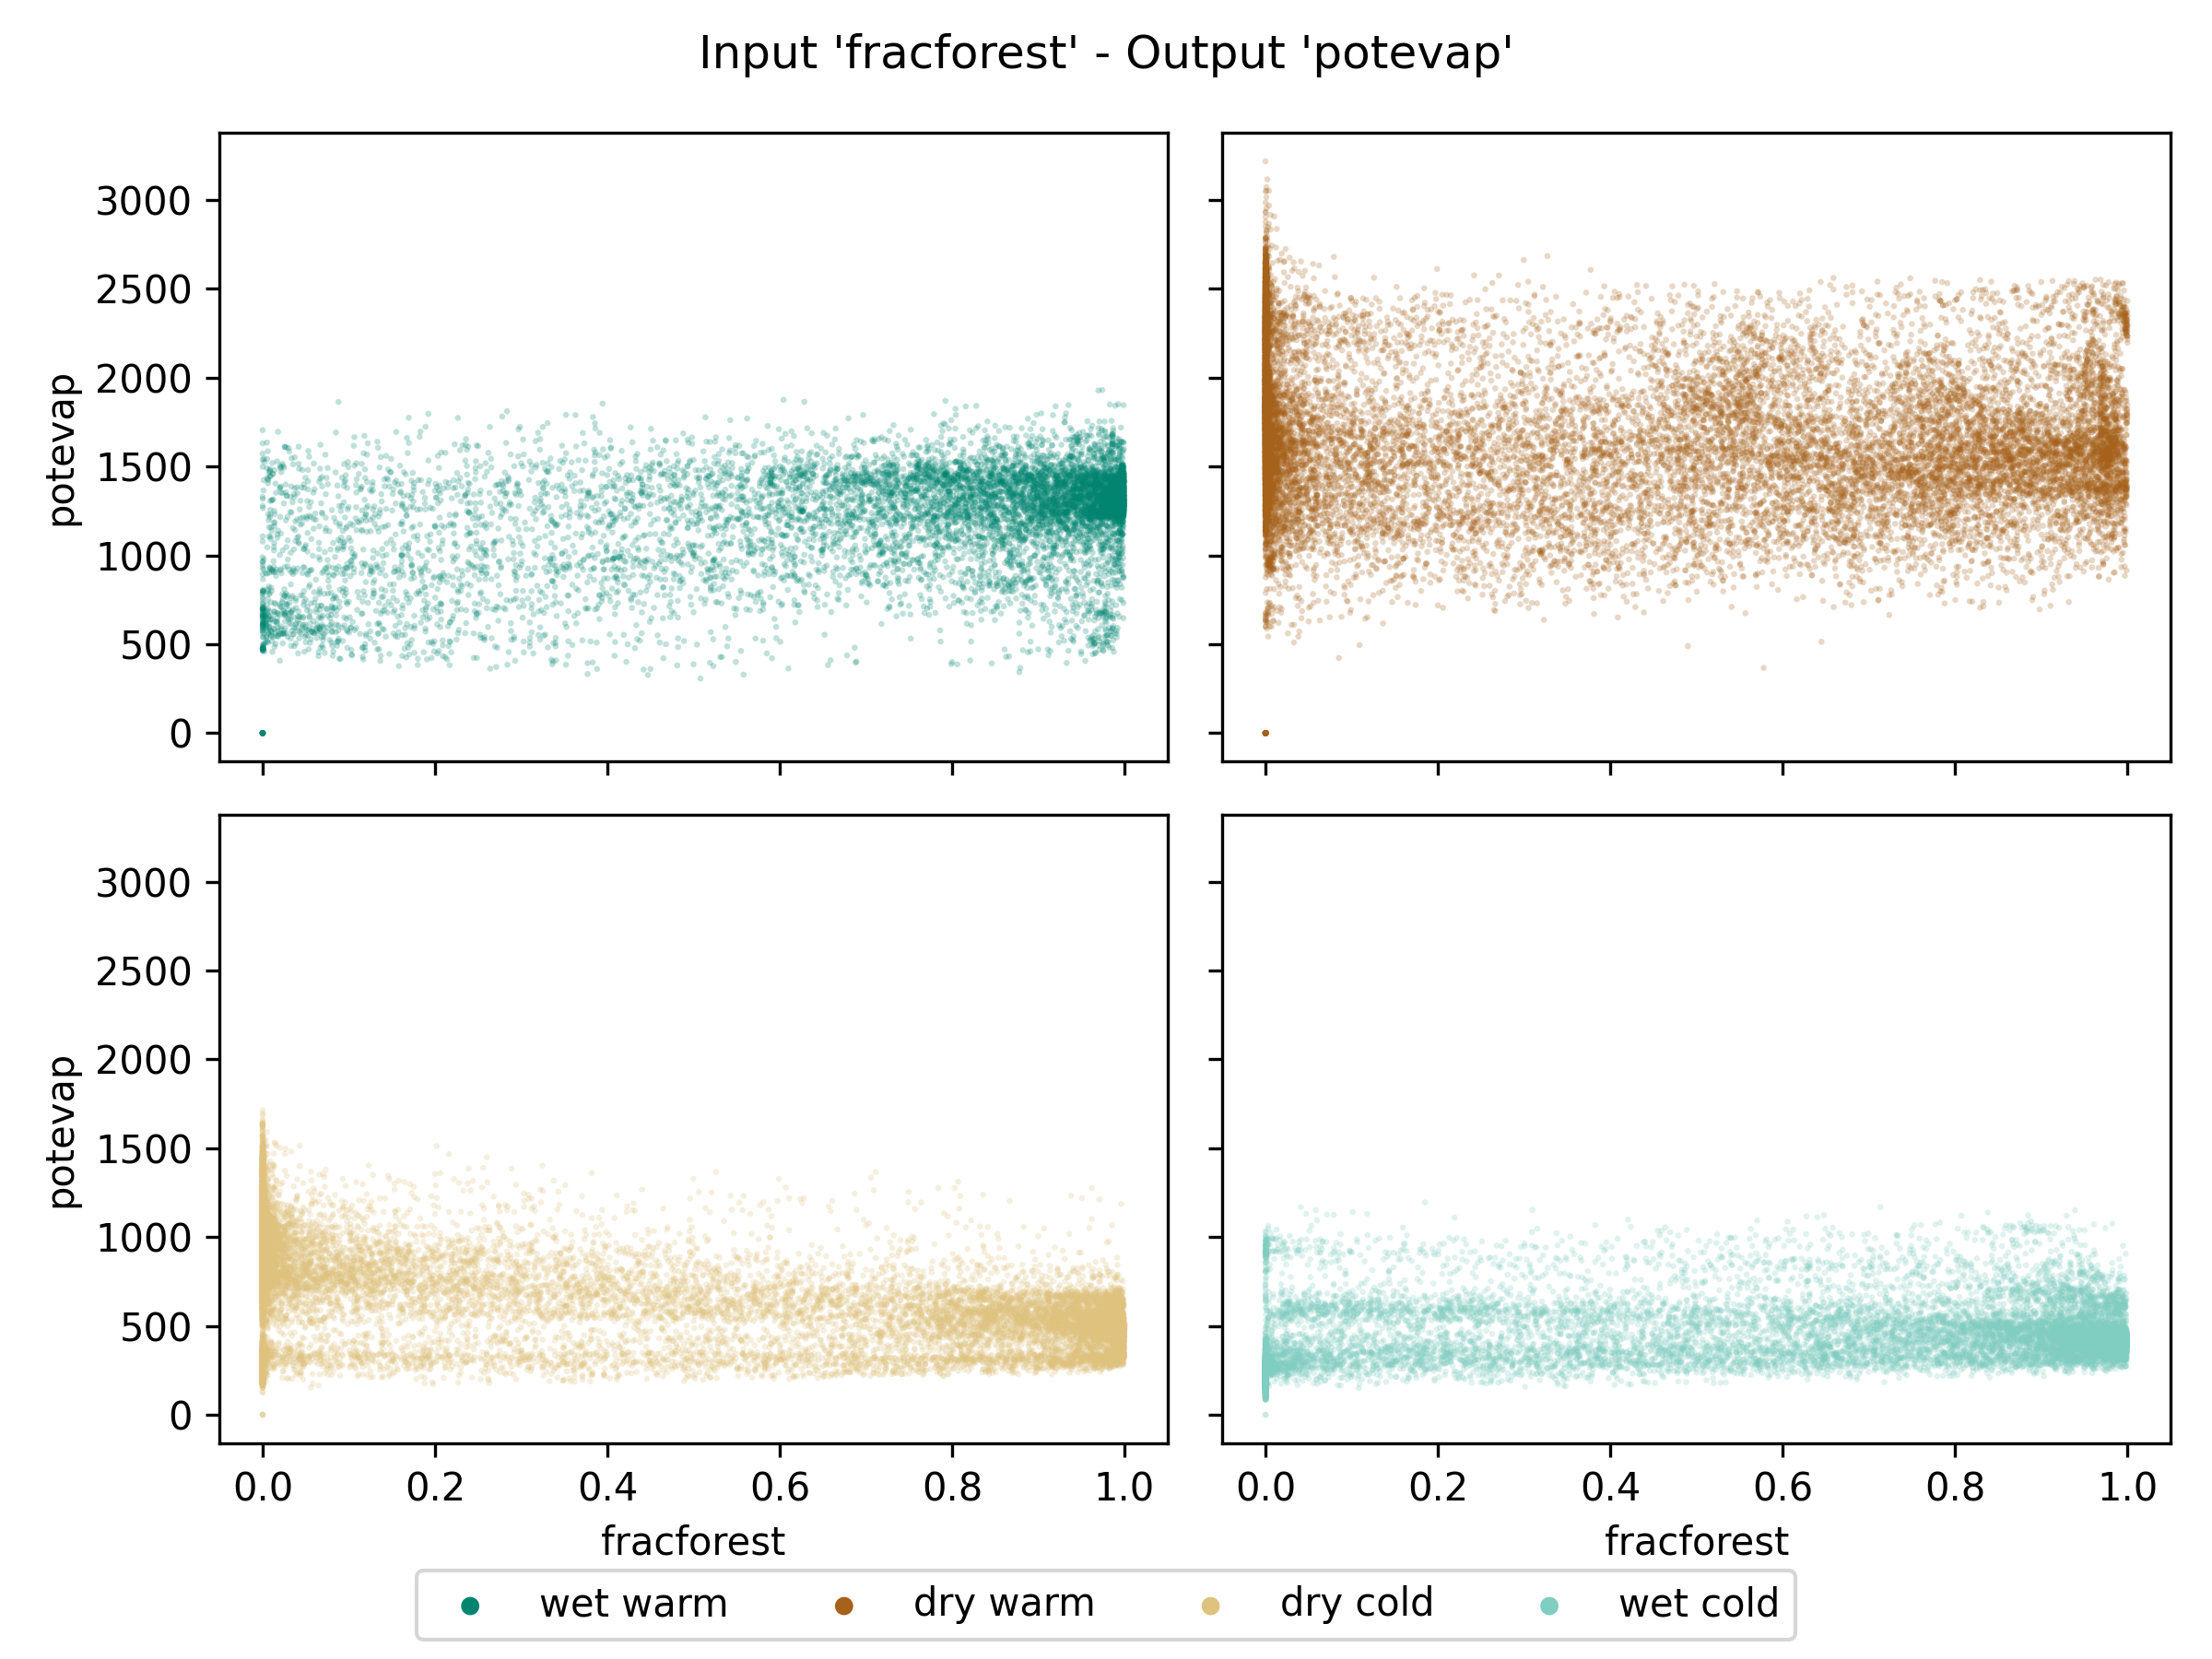 Input 'fracforest' - Output 'potevap'
3000
2500
2000
1500
1000
500
0
potevap
3000
2500
2000
1500
1000
500
0
potevap
0.0 0.2 0.4 0.6 0.8 1.0
fracforest
0.0 0.2 0.4 0.6 0.8 1.0
fracforest
wet warm dry warm dry cold wet cold